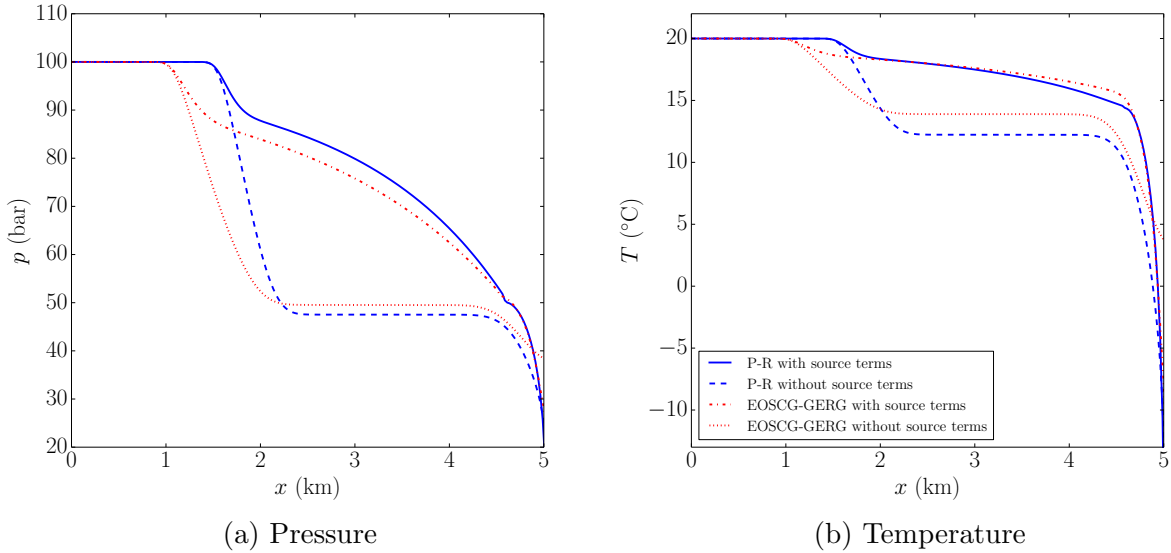 110
100
90
80
70
60
50
40
30
20
p (bar)
0 1 2 3 4 5
x (km)
(a) Pressure
20
15
10
5
0
−5
−10
T (°C)
P-R with source terms
P-R without source terms
EOSCG-GERG with source terms
EOSCG-GERG without source terms
0 1 2 3 4 5
x (km)
(b) Temperature